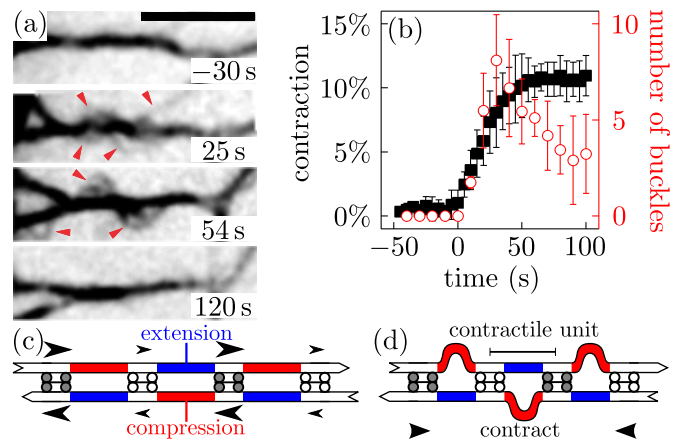 (a)
−30 s
25 s
54 s
120 s
(b)
contraction
15%
10%
5%
0%
10
5
0
number of buckles
−50 0 50 100
time (s)
(c)
extension
compression
(d)
contractile unit
contract